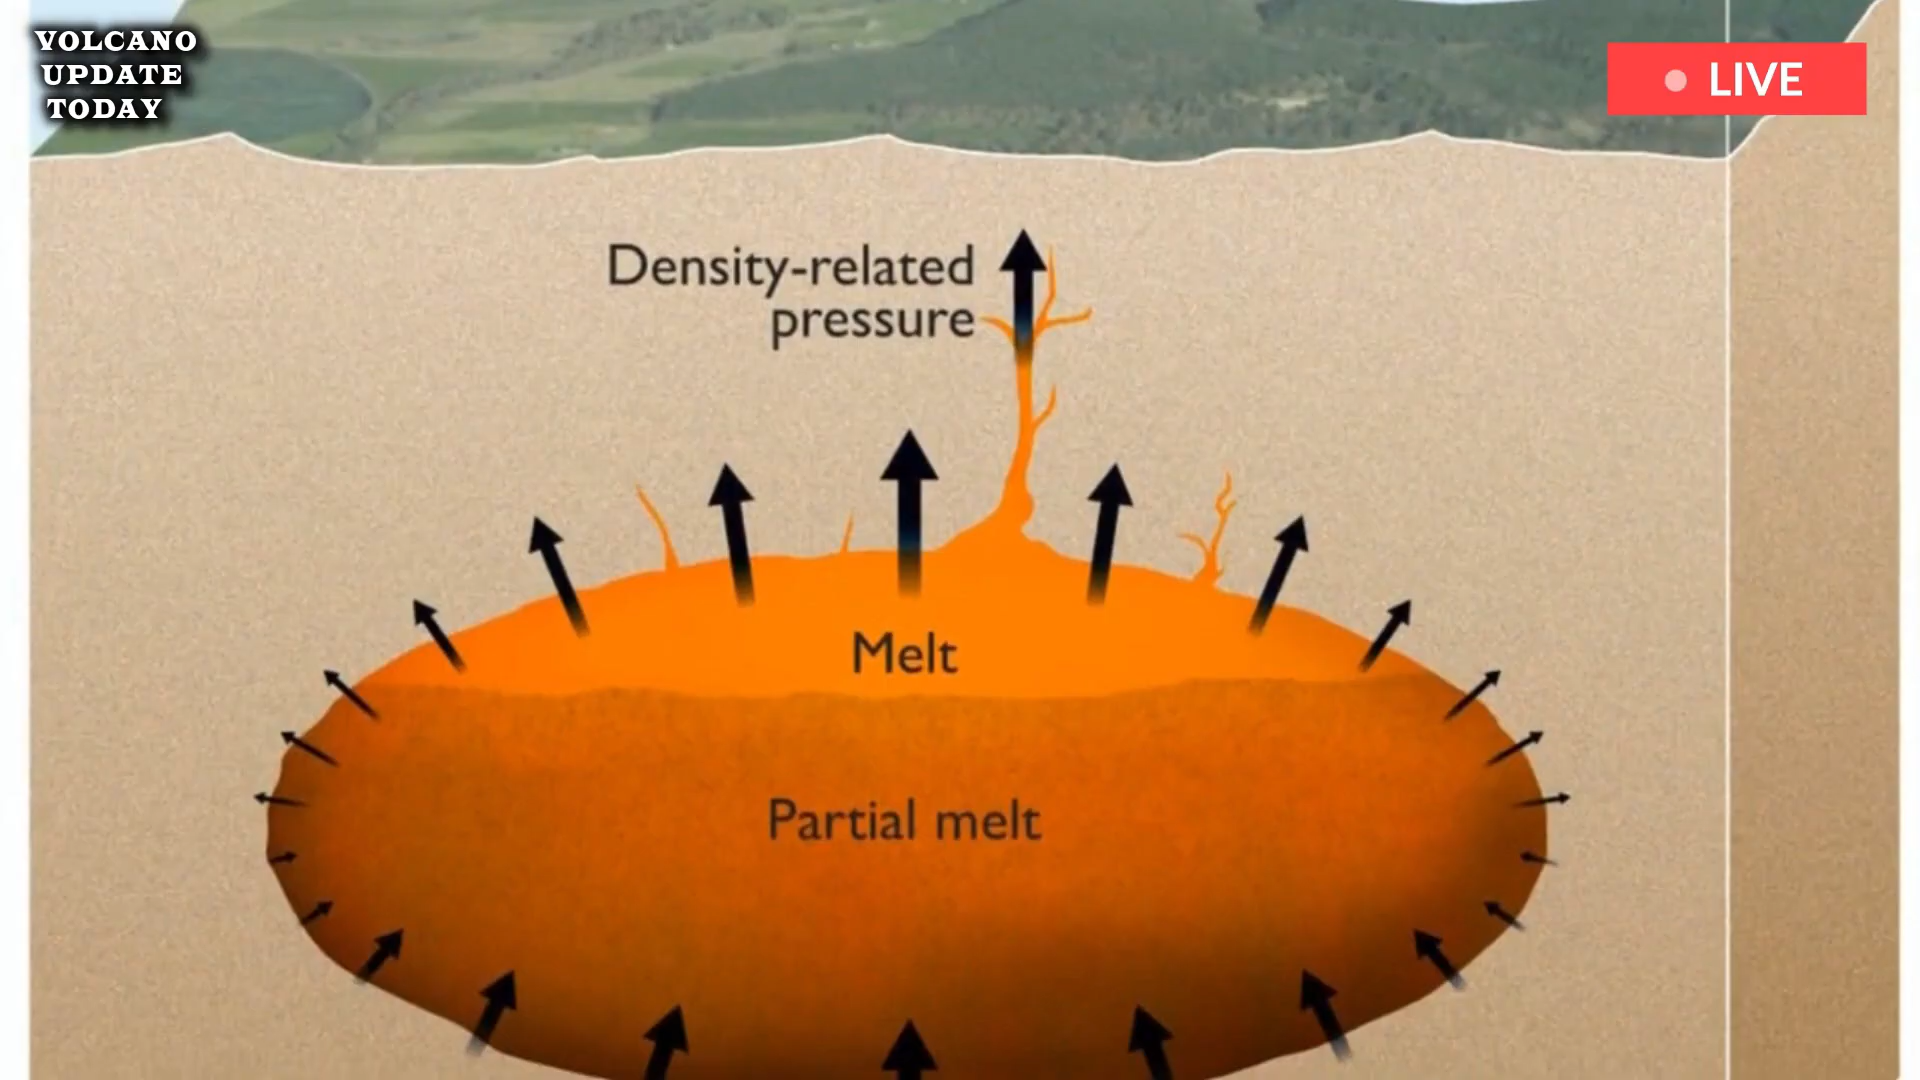 VOLCANO
UPDATE
TODAY
LIVE
Density-related
pressure
Melt
Partial melt